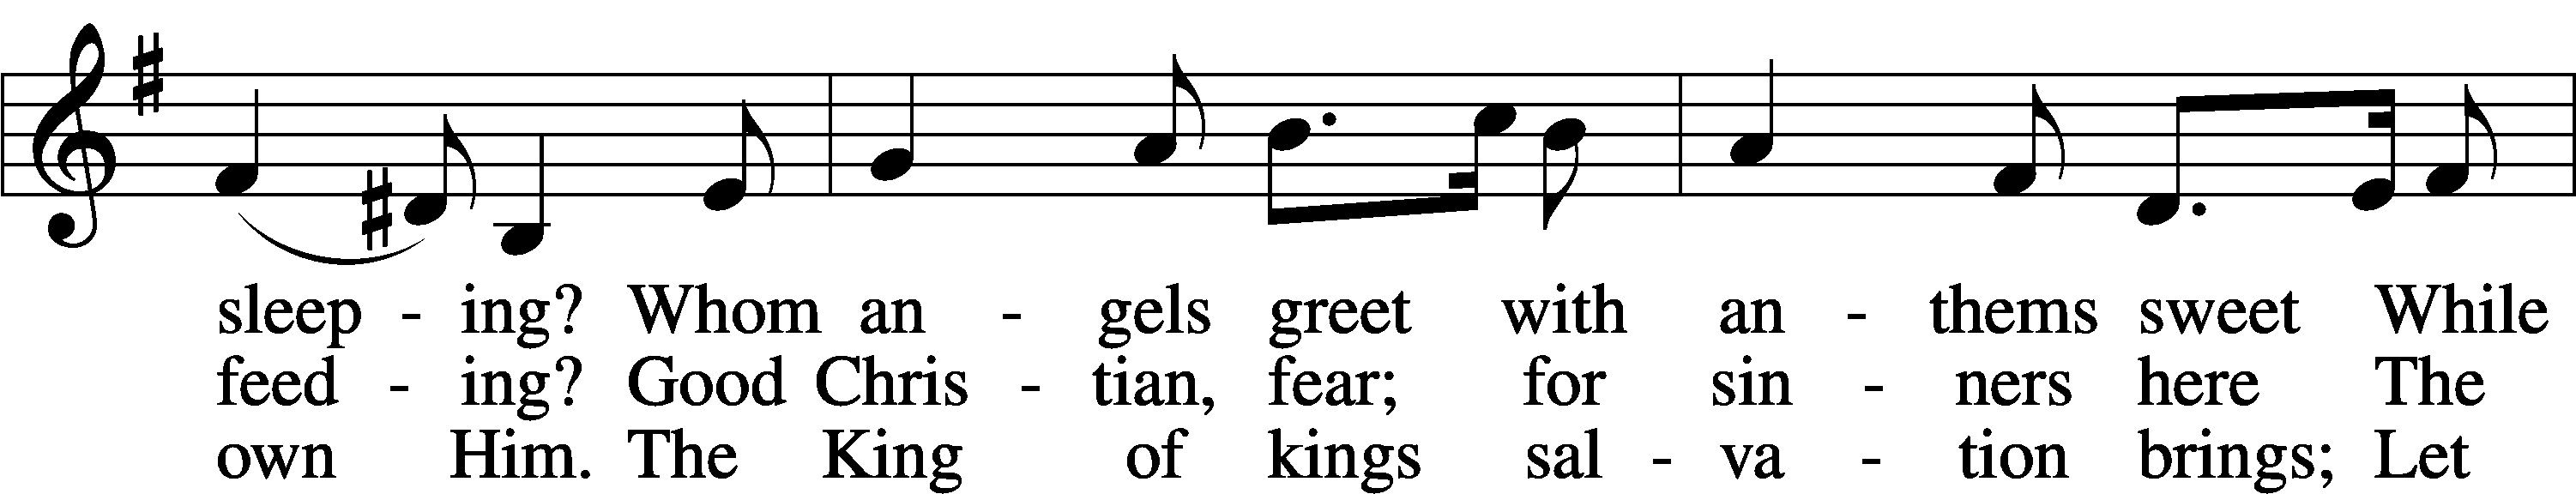 sleep - ing? Whom an - gels greet with an - thems sweet While
feed - ing? Good Chris - tian, fear; for sin - ners here The
own Him. The King of kings sal - va - tion brings; Let